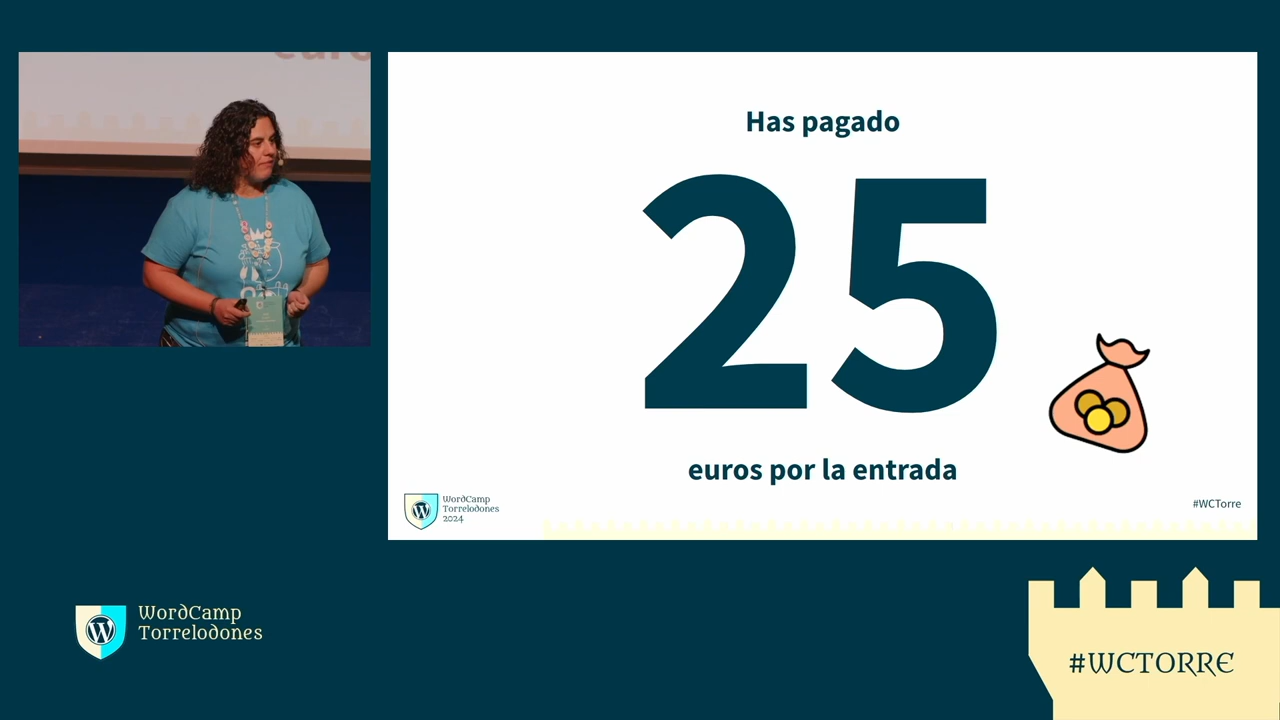 Has pagado
25
euros por la entrada
WordCamp
Torrelodones
2024
#WCTorre
WordCamp
Torrelodones
#WCTORRE